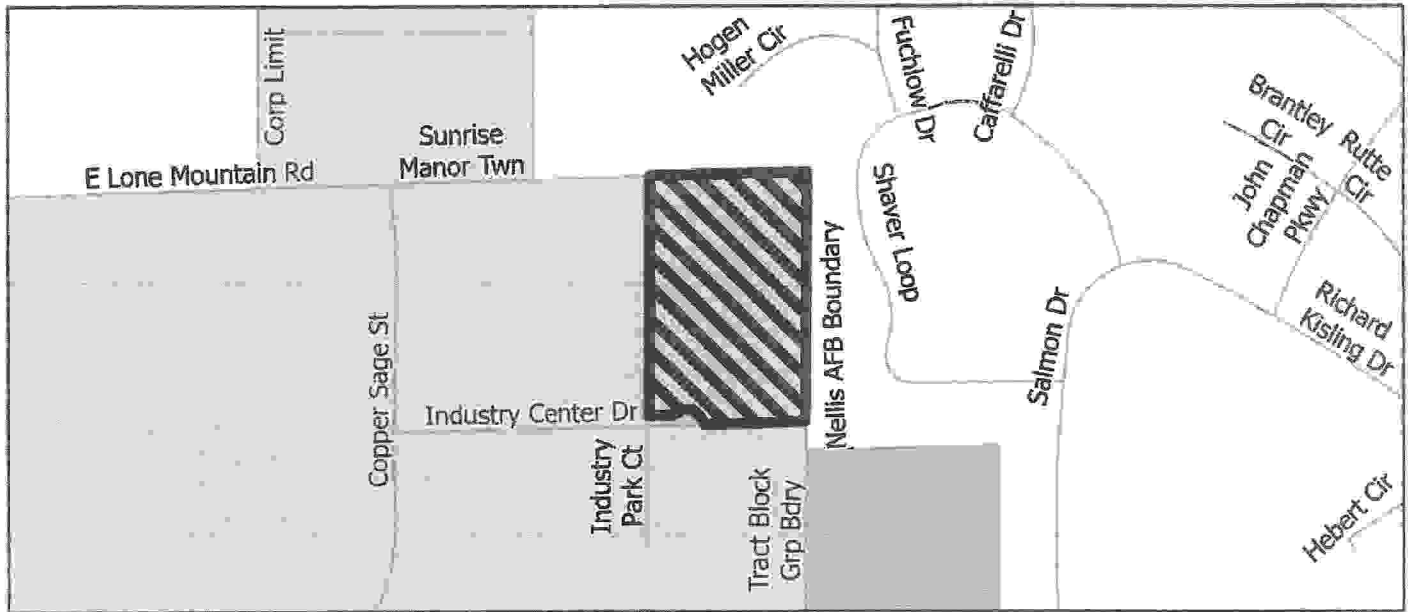 Hogen
Miller Cir
Fuchlow Dr
Caffarelli Dr
Corp Limit
Brantley
Cir
Rutte
Cir
John
Chapman
Pkwy
Sunrise
Manor Twn
E Lone Mountain Rd
Shaver Loop
Nellis AFB Boundary
Salmon Dr
Richard
Kisling Dr
Copper Sage St
Industry Center Dr
Industry
Park Ct
Tract Block
Grp Bdry
Hebert Cir